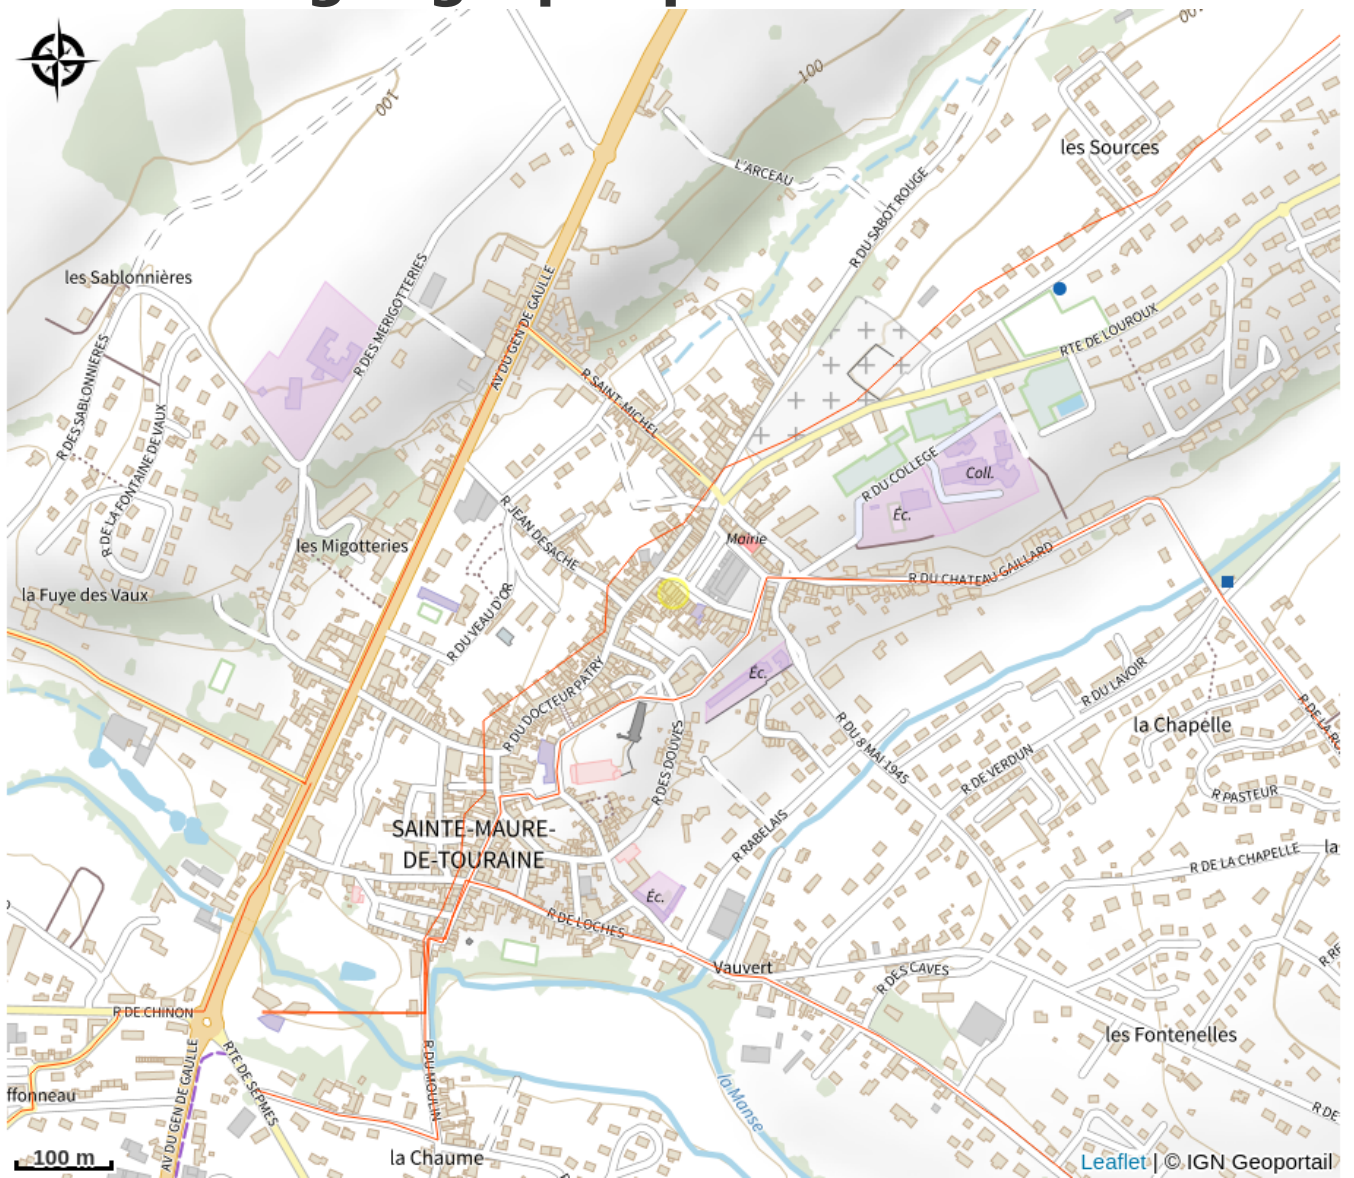 100
100
100
les Sources
L'ARCEAU
R DU SABOT ROUGE
les Sablonnières
R DES MERIGOTTERIES
AV DU GEN DE GAULLE
RTE DE LOUROUX
R DES SABLONNIERES
R SAINT-MICHEL
R DE LA FONTAINE DE VAUX
R DU COLLEGE
Coll.
Éc.
R JEAN DESACHE
les Migotteries
Mairie
R DU CHATEAU GAILLARD
la Fuye des Vaux
R DU VEAU D'OR
Éc.
R DU LAVOIR
R DU DOCTEUR PATRY
la Chapelle
R DES DOUVES
R DU 8 MAI 1945
R DE VERDUN
R PASTEUR
SAINTE-MAURE-
DE-TOURAINE
R RABELAIS
R DE LA CHAPELLE
la
Éc.
R DE LOCHES
Vauvert
R DES CAVES
R DE CHINON
les Fontenelles
RTE DE SEPMES
AV DU GEN DE GAULLE
R DU MOULIN
ffonneau
la Manse
R DE
la Chaume
100 m
Leaflet | © IGN Geoportail